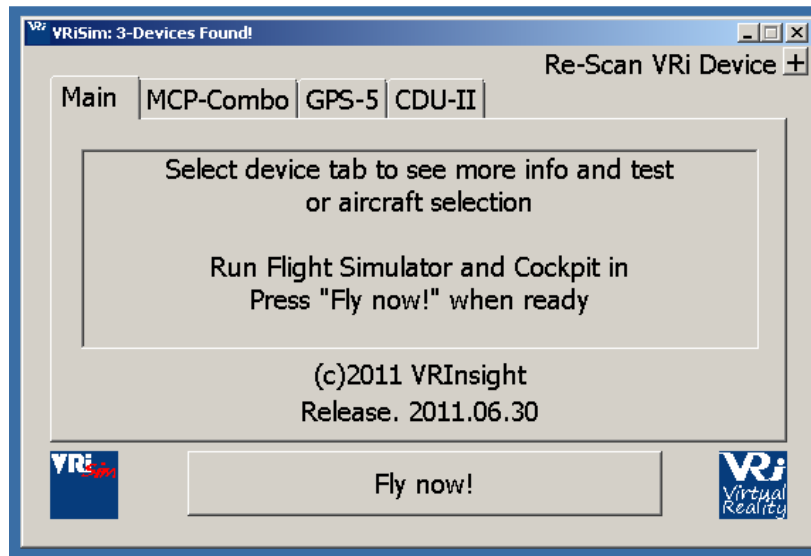 VRi
VRiSim: 3-Devices Found!
Re-Scan VRi Device +
Main MCP-Combo GPS-5 CDU-II
Select device tab to see more info and test
or aircraft selection
Run Flight Simulator and Cockpit in
Press "Fly now!" when ready
(c)2011 VRInsight
Release. 2011.06.30
VRiSim
Fly now!
VRi
Virtual
Reality